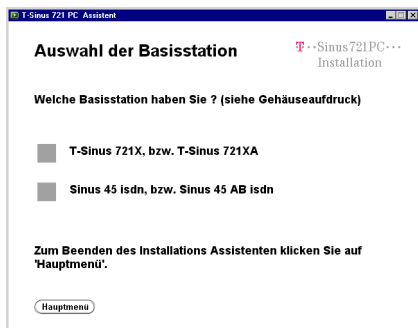 T-Sinus 721 PC Assistent
Auswahl der Basisstation
T··Sinus721PC···
Installation
Welche Basisstation haben Sie ? (siehe Gehäuseaufdruck)
T-Sinus 721X, bzw. T-Sinus 721XA
Sinus 45 isdn, bzw. Sinus 45 AB isdn
Zum Beenden des Installations Assistenten klicken Sie auf
'Hauptmenü'.
Hauptmenü